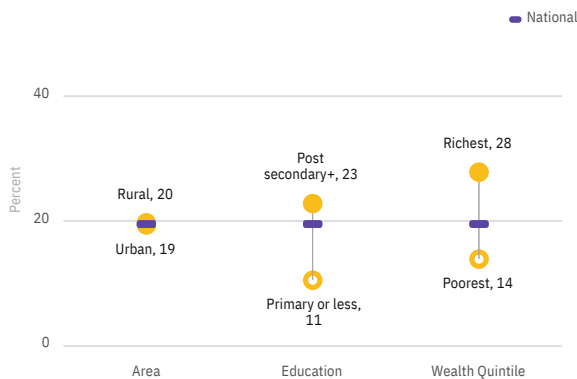 National
40
Richest, 28
Post
secondary+, 23
Percent
Rural, 20
20
Urban, 19
Poorest, 14
Primary or less,
11
0
Area
Education
Wealth Quintile